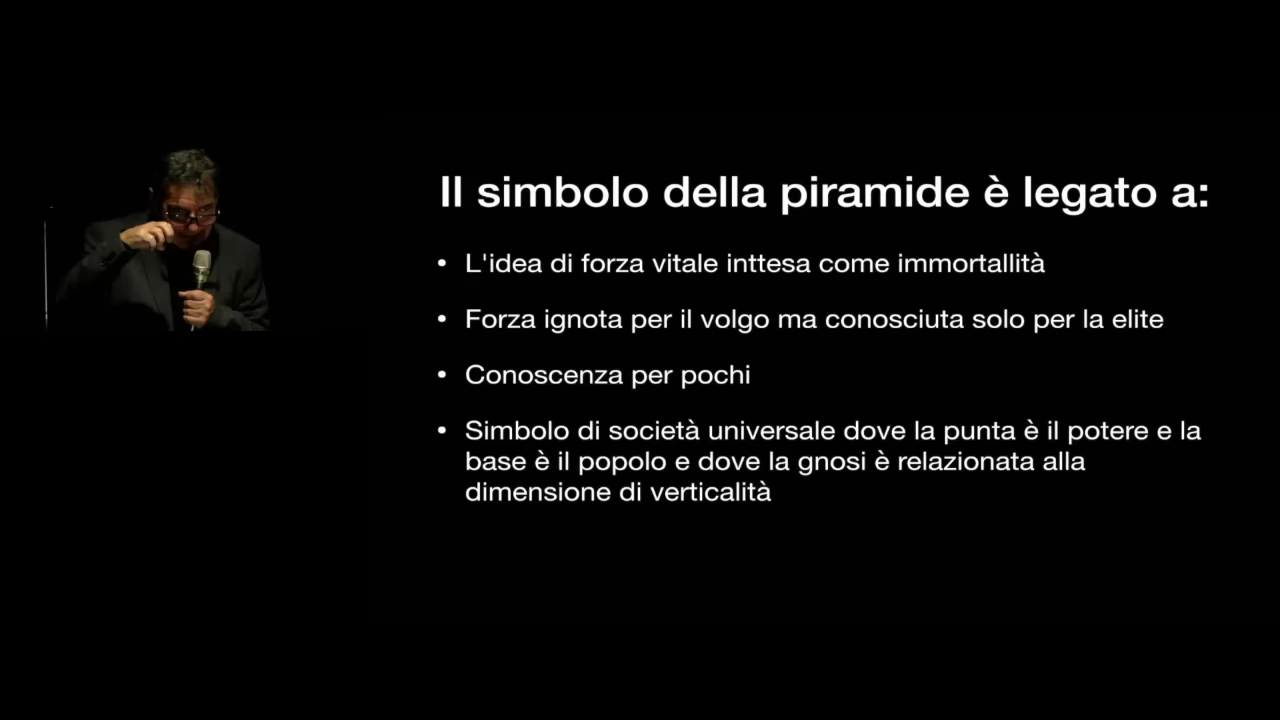 Il simbolo della piramide è legato a:
• L'idea di forza vitale inttesa come immortallità
• Forza ignota per il volgo ma conosciuta solo per la elite
• Conoscenza per pochi
• Simbolo di società universale dove la punta è il potere e la
base è il popolo e dove la gnosi è relazionata alla
dimensione di verticalità